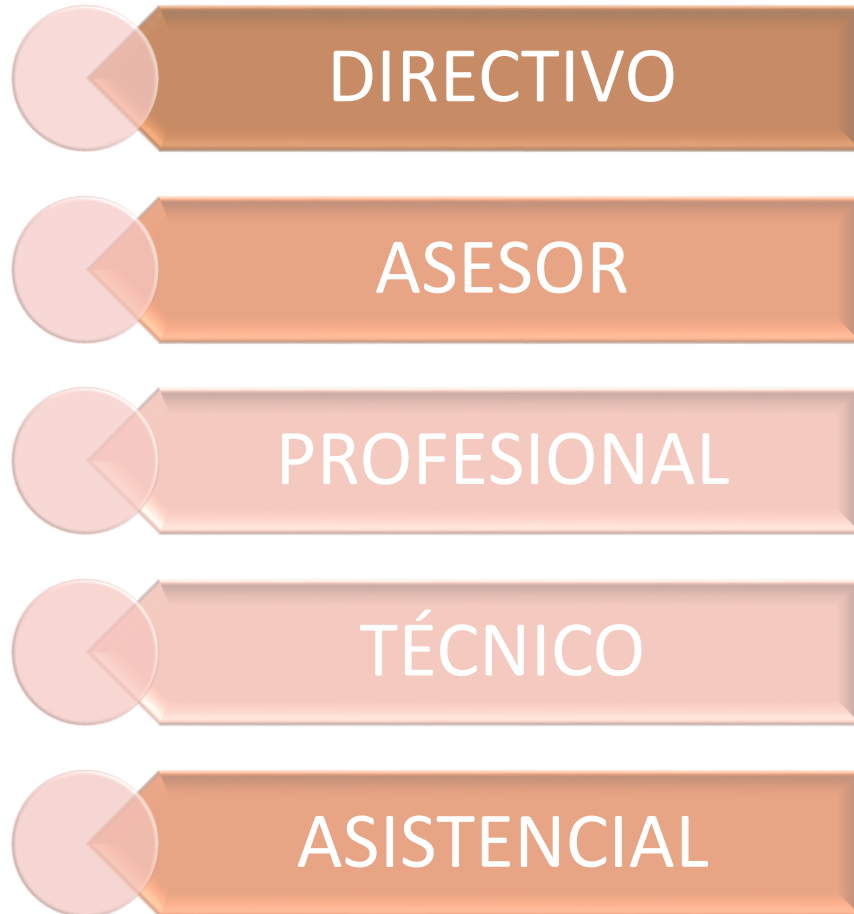 DIRECTIVO
ASESOR
PROFESIONAL
TÉCNICO
ASISTENCIAL